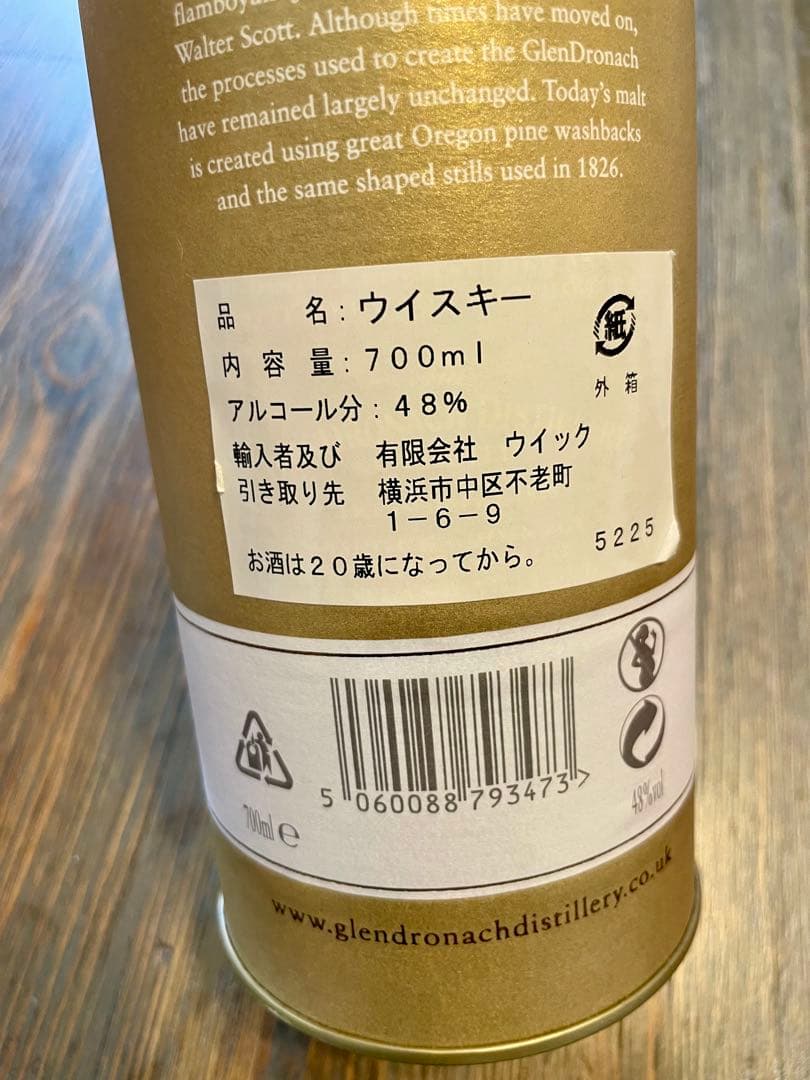 Walter Scott. Although times have moved on,
the processes used to create the GlenDronach
have remained largely unchanged. Today's malt
is created using great Oregon pine washbacks
and the same shaped stills used in 1826.
品 名：ウイスキー
内 容 量：700ml
アルコール分：48%
輸入者及び 有限会社 ウイック
引き取り先 横浜市中区不老町
1-6-9
お酒は20歳になってから。
5225
紙
外 箱
5 060088 793473 >
700ml e
48%vol
www.glendronachdistillery.co.uk